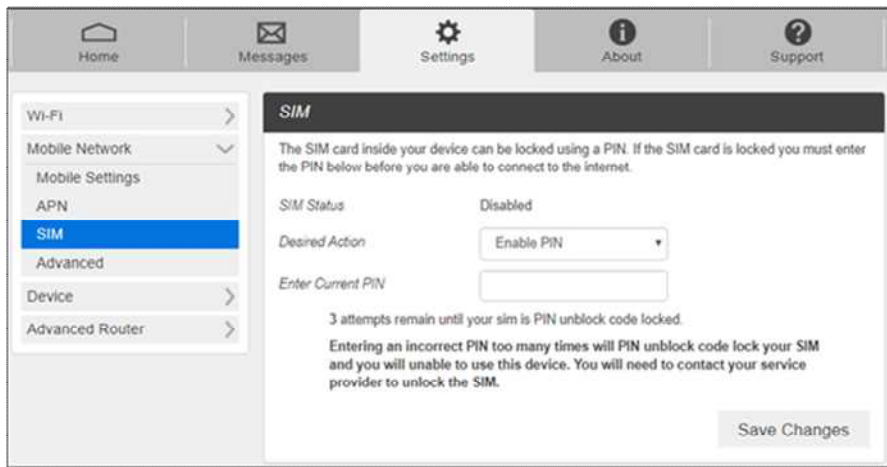 Home
Messages
Settings
About
Support
Wi-Fi
Mobile Network
Mobile Settings
APN
SIM
Advanced
Device
Advanced Router
SIM
The SIM card inside your device can be locked using a PIN. If the SIM card is locked you must enter
the PIN below before you are able to connect to the internet.
SIM Status Disabled
Desired Action Enable PIN
Enter Current PIN
3 attempts remain until your sim is PIN unblock code locked.
Entering an incorrect PIN too many times will PIN unblock code lock your SIM
and you will unable to use this device. You will need to contact your service
provider to unlock the SIM.
Save Changes